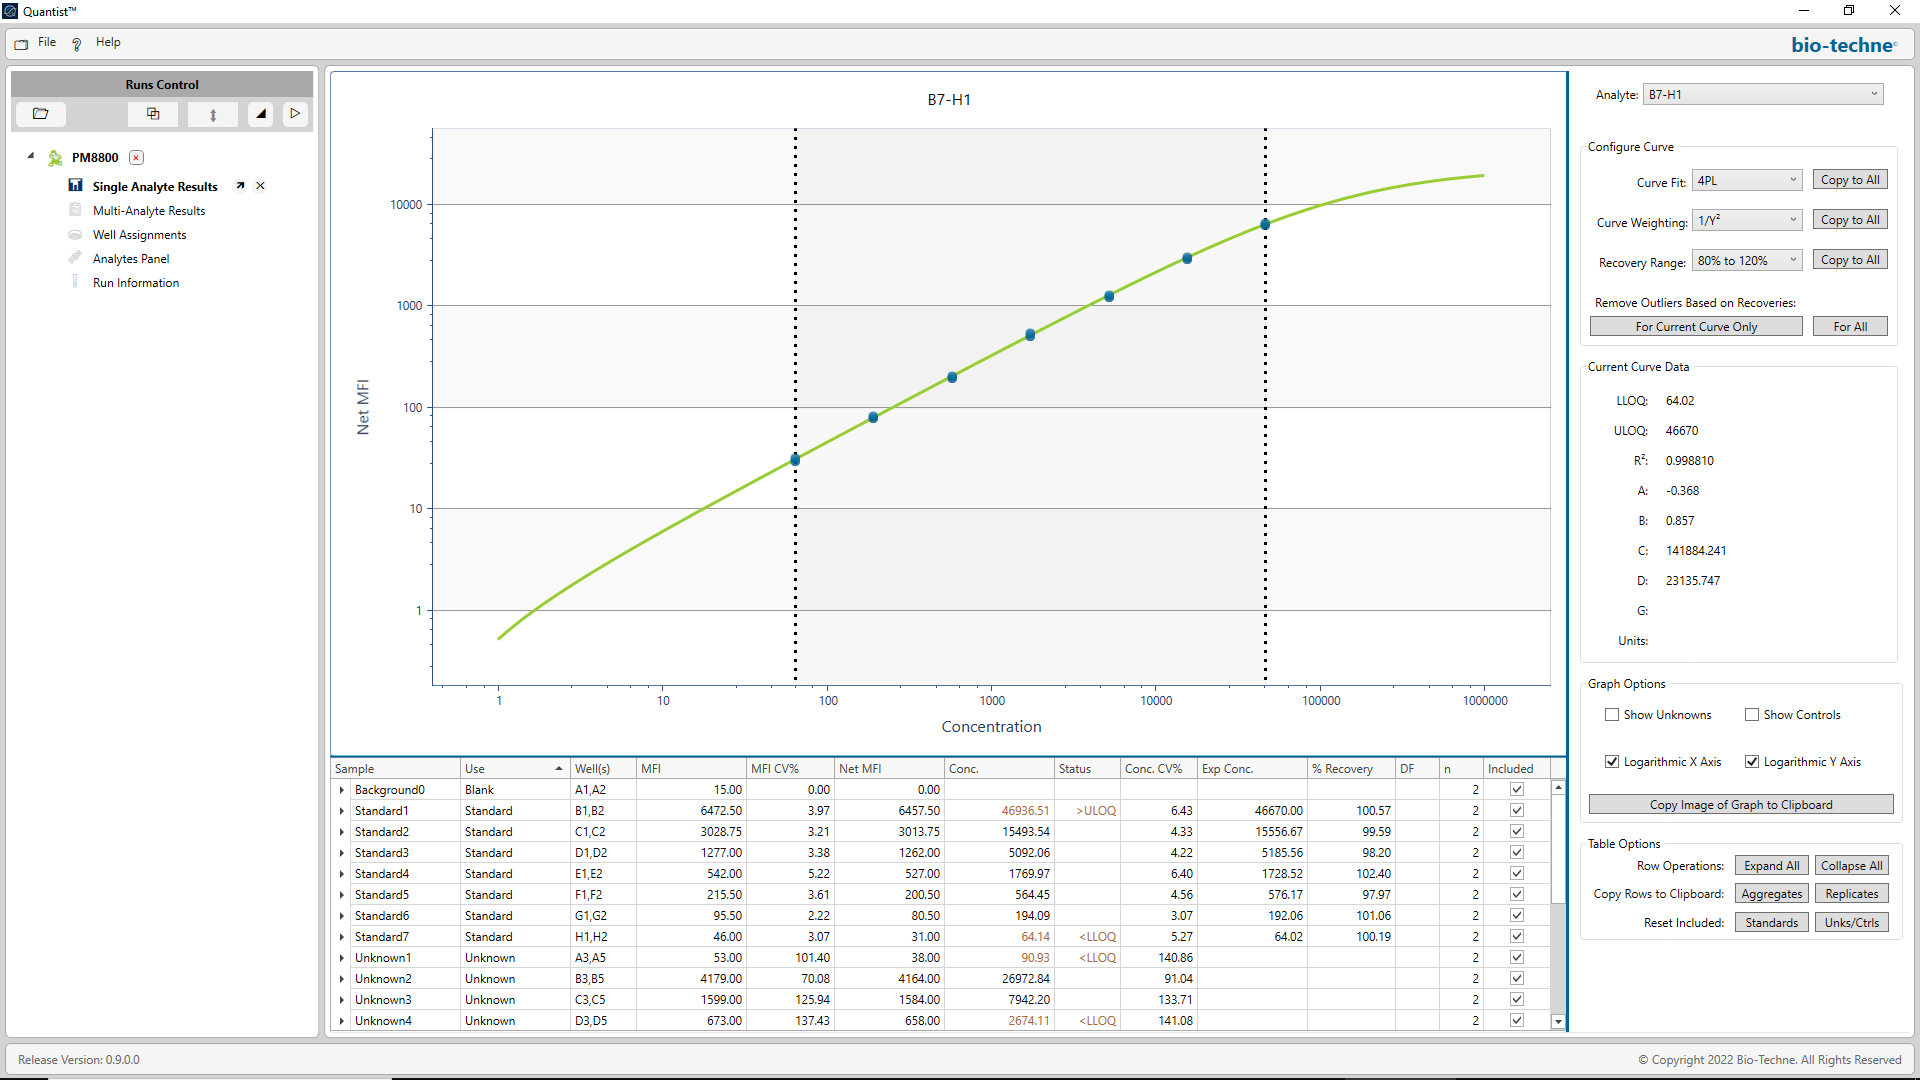 Quantist™
File ? Help
bio-techne®
Runs Control
PM8800
Single Analyte Results
Multi-Analyte Results
Well Assignments
Analytes Panel
Run Information
B7-H1
Net MFI
10000
1000
100
10
1
1 10 100 1000 10000 100000 1000000
Concentration
Sample Use Well(s) MFI MFI CV% Net MFI Conc. Status Conc. CV% Exp Conc. % Recovery DF n Included
Background0 Blank A1,A2 15.00 0.00 0.00 2
Standard1 Standard B1,B2 6472.50 3.97 6457.50 46936.51 >ULOQ 6.43 46670.00 100.57 2
Standard2 Standard C1,C2 3028.75 3.21 3013.75 15493.54 4.33 15556.67 99.59 2
Standard3 Standard D1,D2 1277.00 3.38 1262.00 5092.06 4.22 5185.56 98.20 2
Standard4 Standard E1,E2 542.00 5.22 527.00 1769.97 6.40 1728.52 102.40 2
Standard5 Standard F1,F2 215.50 3.61 200.50 564.45 4.56 576.17 97.97 2
Standard6 Standard G1,G2 95.50 2.22 80.50 194.09 3.07 192.06 101.06 2
Standard7 Standard H1,H2 46.00 3.07 31.00 64.14 <LLOQ 5.27 64.02 100.19 2
Unknown1 Unknown A3,A5 53.00 101.40 38.00 90.93 <LLOQ 140.86 2
Unknown2 Unknown B3,B5 4179.00 70.08 4164.00 26972.84 91.04 2
Unknown3 Unknown C3,C5 1599.00 125.94 1584.00 7942.20 133.71 2
Unknown4 Unknown D3,D5 673.00 137.43 658.00 2674.11 <LLOQ 141.08 2
Analyte: B7-H1
Configure Curve
Curve Fit: 4PL Copy to All
Curve Weighting: 1/Y² Copy to All
Recovery Range: 80% to 120% Copy to All
Remove Outliers Based on Recoveries:
For Current Curve Only For All
Current Curve Data
LLOQ: 64.02
ULOQ: 46670
R²: 0.998810
A: -0.368
B: 0.857
C: 141884.241
D: 23135.747
G:
Units:
Graph Options
Show Unknowns Show Controls
Logarithmic X Axis Logarithmic Y Axis
Copy Image of Graph to Clipboard
Table Options
Row Operations: Expand All Collapse All
Copy Rows to Clipboard: Aggregates Replicates
Reset Included: Standards Unks/Ctrls
Release Version: 0.9.0.0
© Copyright 2022 Bio-Techne. All Rights Reserved